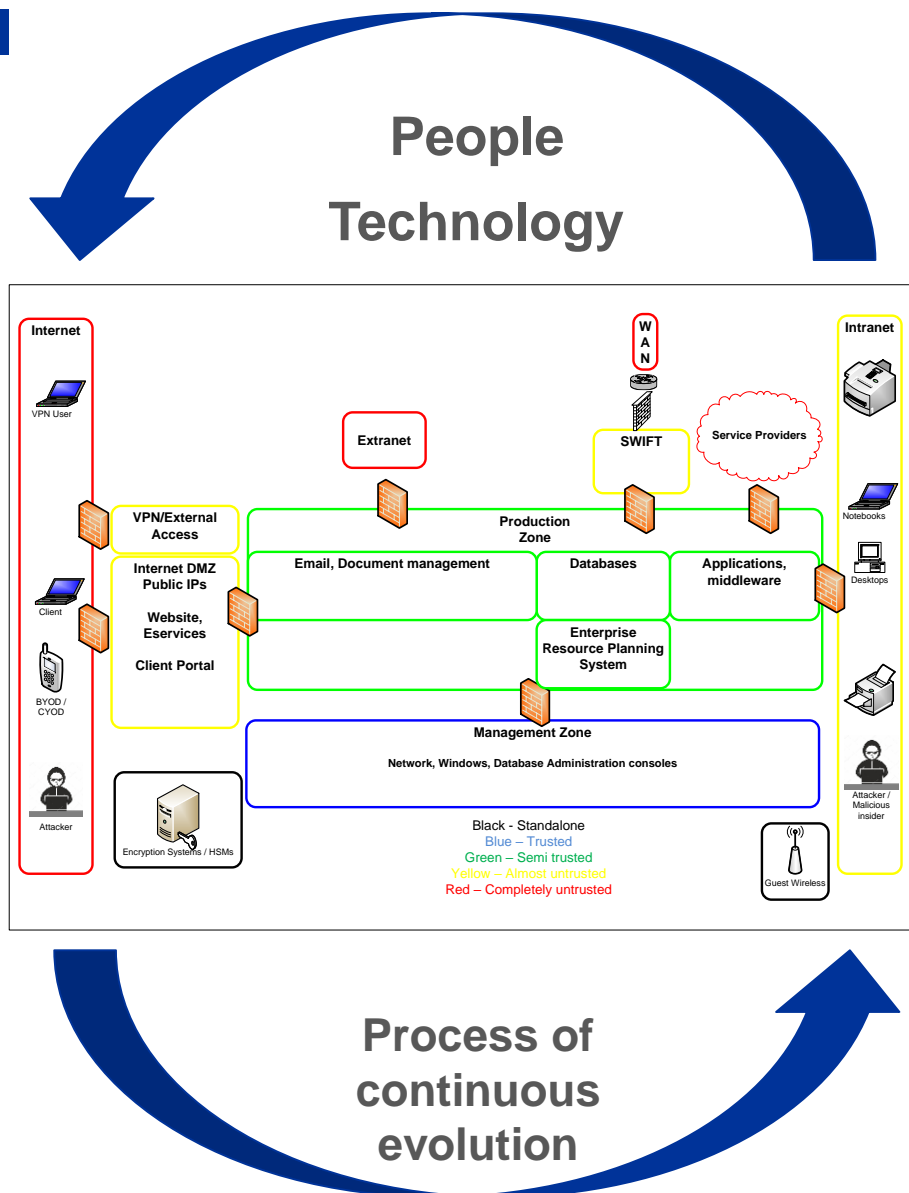 People
Technology
Internet
VPN User
Client
BYOD /
CYOD
Attacker
VPN/External
Access
Internet DMZ
Public IPs
Website,
Eservices
Client Portal
Encryption Systems / HSMs
Extranet
W
A
N
SWIFT
Service Providers
Production
Zone
Email, Document management
Databases
Applications,
middleware
Enterprise
Resource Planning
System
Management Zone
Network, Windows, Database Administration consoles
Black - Standalone
Blue – Trusted
Green – Semi trusted
Yellow – Almost untrusted
Red – Completely untrusted
Intranet
Notebooks
Desktops
Attacker /
Malicious
insider
Guest Wireless
Process of
continuous
evolution